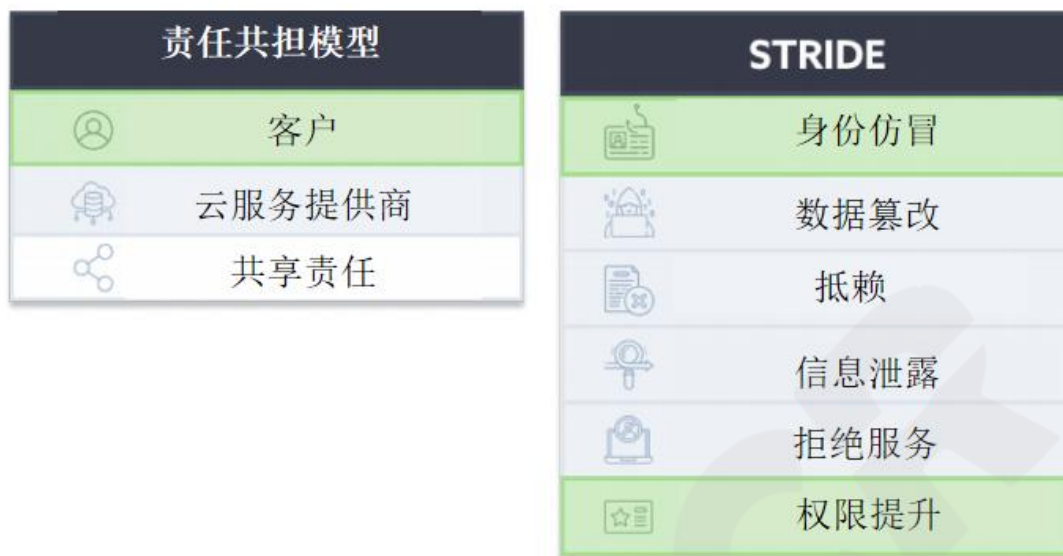 责任共担模型
客户
云服务提供商
共享责任
STRIDE
身份仿冒
数据篡改
抵赖
信息泄露
拒绝服务
权限提升